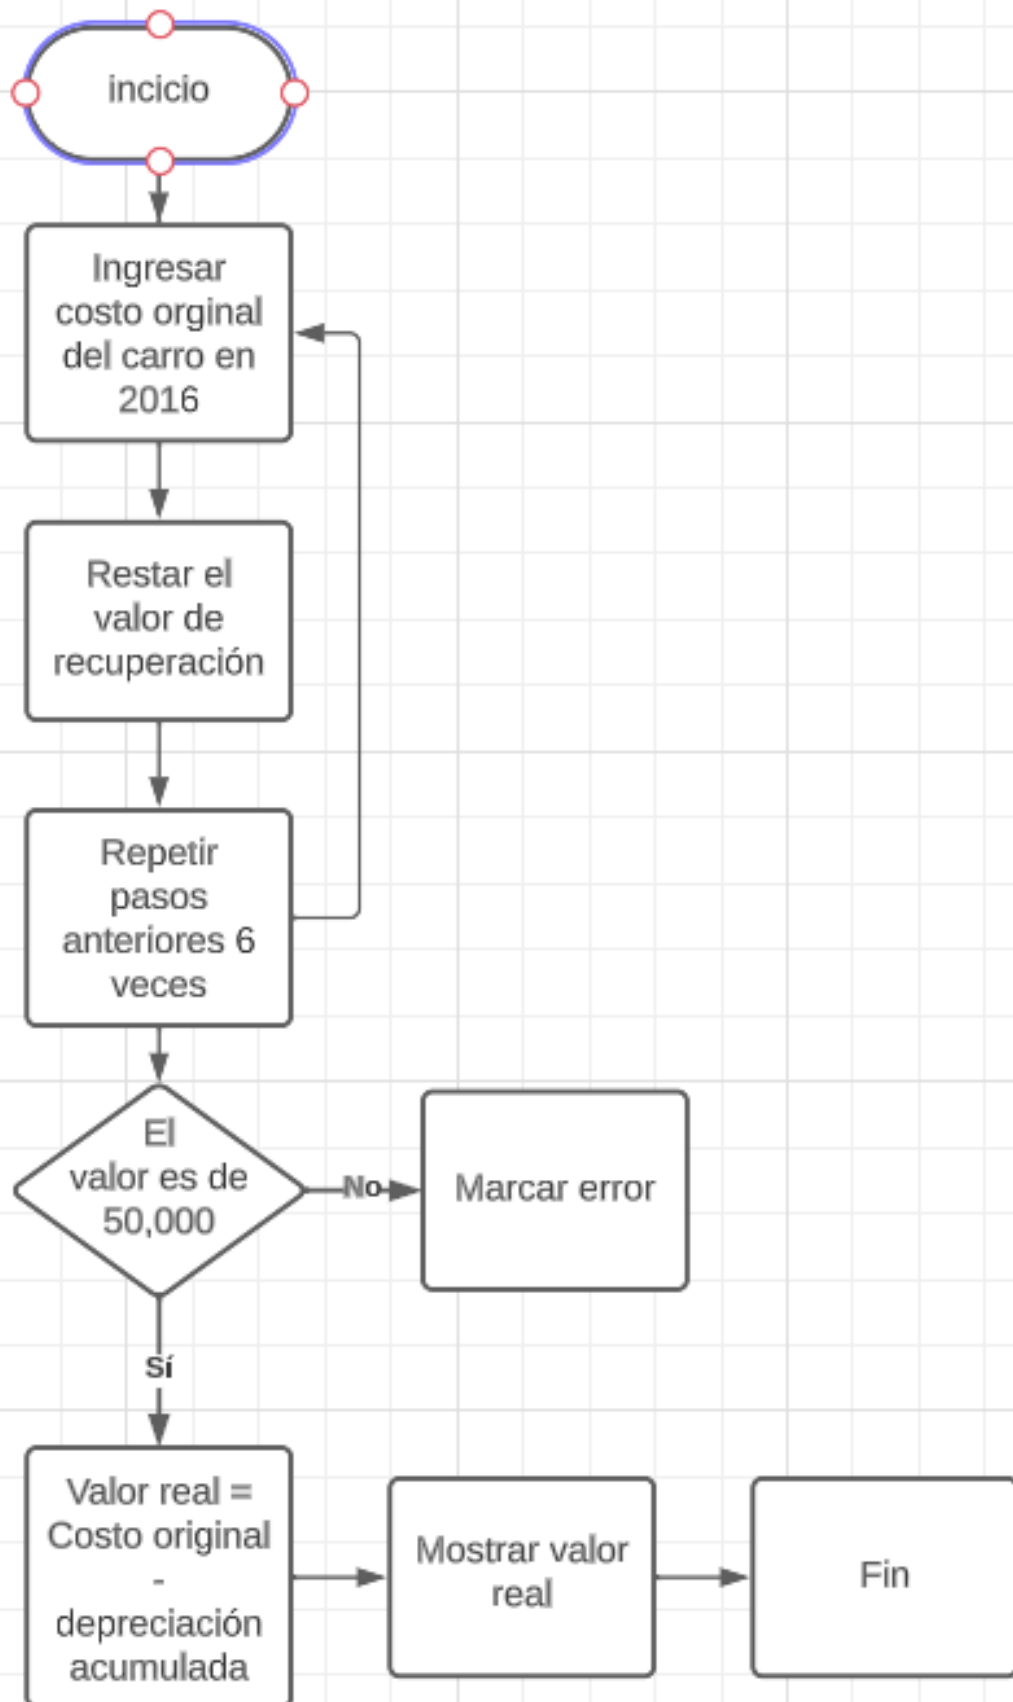 incicio
Ingresar
costo orginal
del carro en
2016
Restar el
valor de
recuperación
Repetir
pasos
anteriores 6
veces
El
valor es de
50,000
No
Marcar error
Sí
Valor real =
Costo original
-
depreciación
acumulada
Mostrar valor
real
Fin